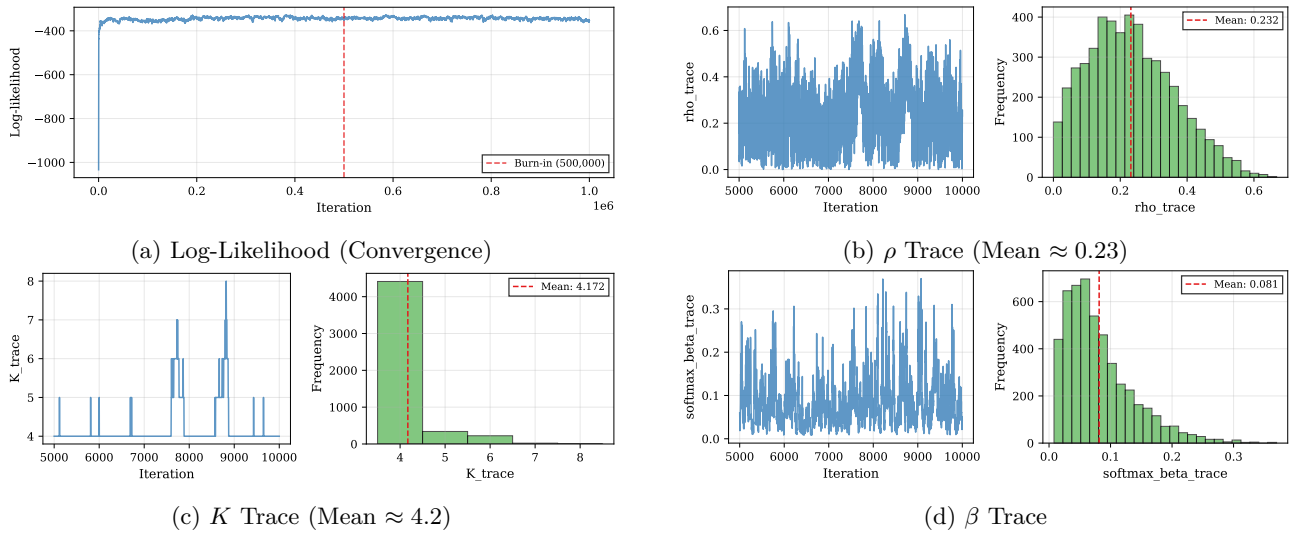 −400
−600
−800
−1000
Log-likelihood
0.0 0.2 0.4 0.6 0.8 1.0
1e6
Iteration
Burn-in (500,000)
(a) Log-Likelihood (Convergence)
0.6
0.4
0.2
0.0
rho_trace
5000 6000 7000 8000 9000 10000
Iteration
400
300
200
100
0
Frequency
0.0 0.2 0.4 0.6
rho_trace
Mean: 0.232
(b) ρ Trace (Mean ≈ 0.23)
8
7
6
5
4
K_trace
5000 6000 7000 8000 9000 10000
Iteration
4000
3000
2000
1000
0
Frequency
4 5 6 7 8
K_trace
Mean: 4.172
(c) K Trace (Mean ≈ 4.2)
0.3
0.2
0.1
0.0
softmax_beta_trace
5000 6000 7000 8000 9000 10000
Iteration
600
400
200
0
Frequency
0.0 0.1 0.2 0.3
softmax_beta_trace
Mean: 0.081
(d) β Trace